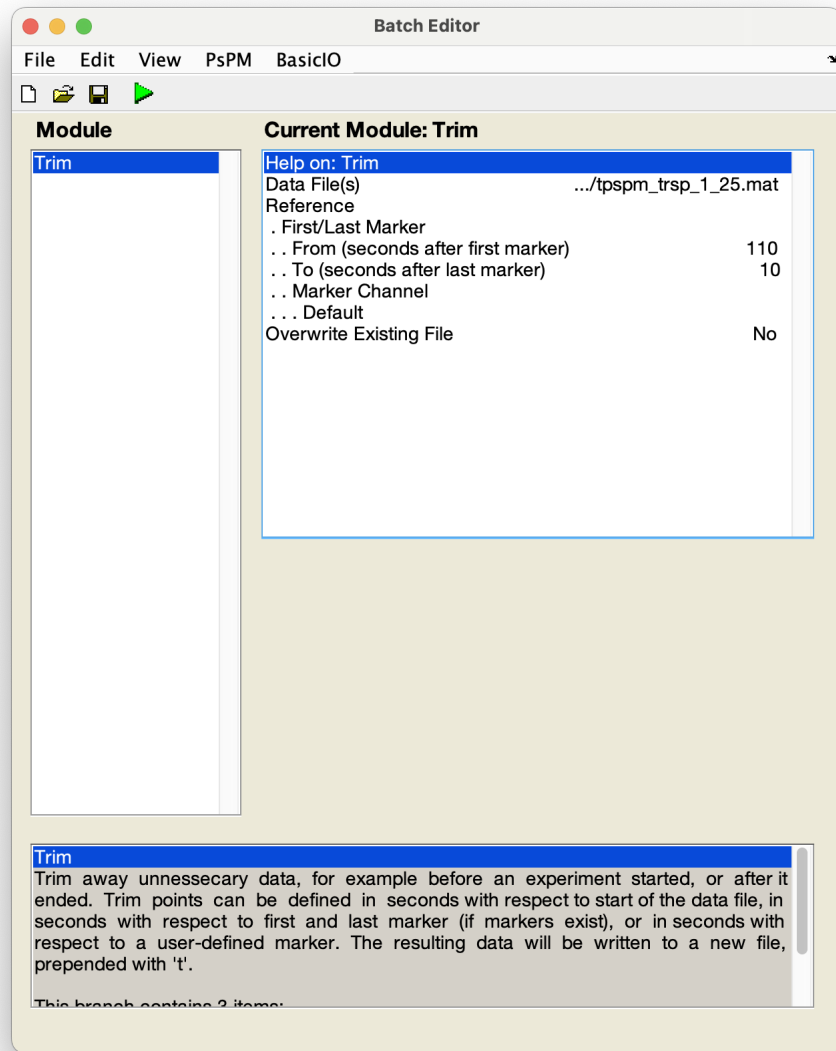 Batch Editor
File Edit View PsPM BasicIO
Module
Trim
Current Module: Trim
Help on: Trim
Data File(s) .../tpspm_trsp_1_25.mat
Reference
. First/Last Marker
. . From (seconds after first marker) 110
. . To (seconds after last marker) 10
. . Marker Channel
. . . Default
Overwrite Existing File No
Trim
Trim away unnessecary data, for example before an experiment started, or after it
ended. Trim points can be defined in seconds with respect to start of the data file, in
seconds with respect to first and last marker (if markers exist), or in seconds with
respect to a user-defined marker. The resulting data will be written to a new file,
prepended with 't'.
This branch contains 3 items: